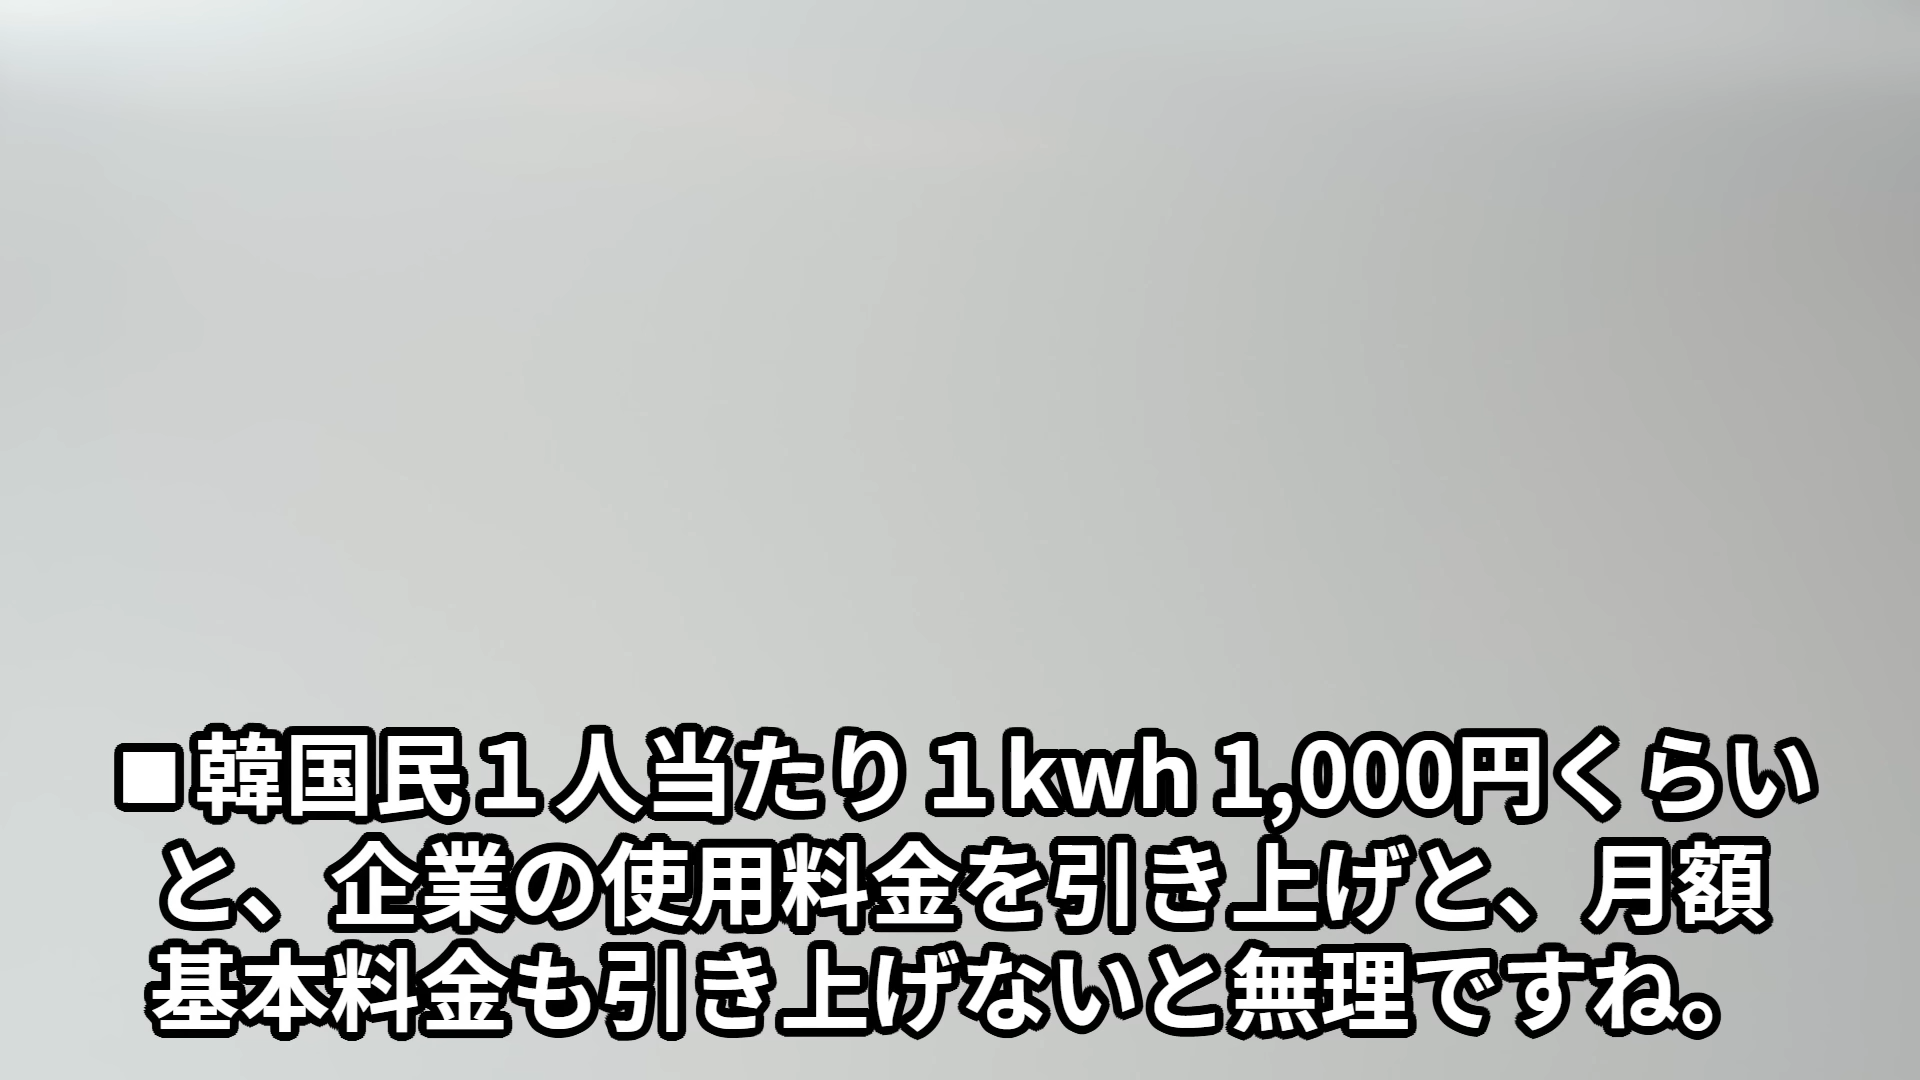 ■韓国民１人当たり１kwh 1,000円くらい
と、企業の使用料金を引き上げと、月額
基本料金も引き上げないと無理ですね。